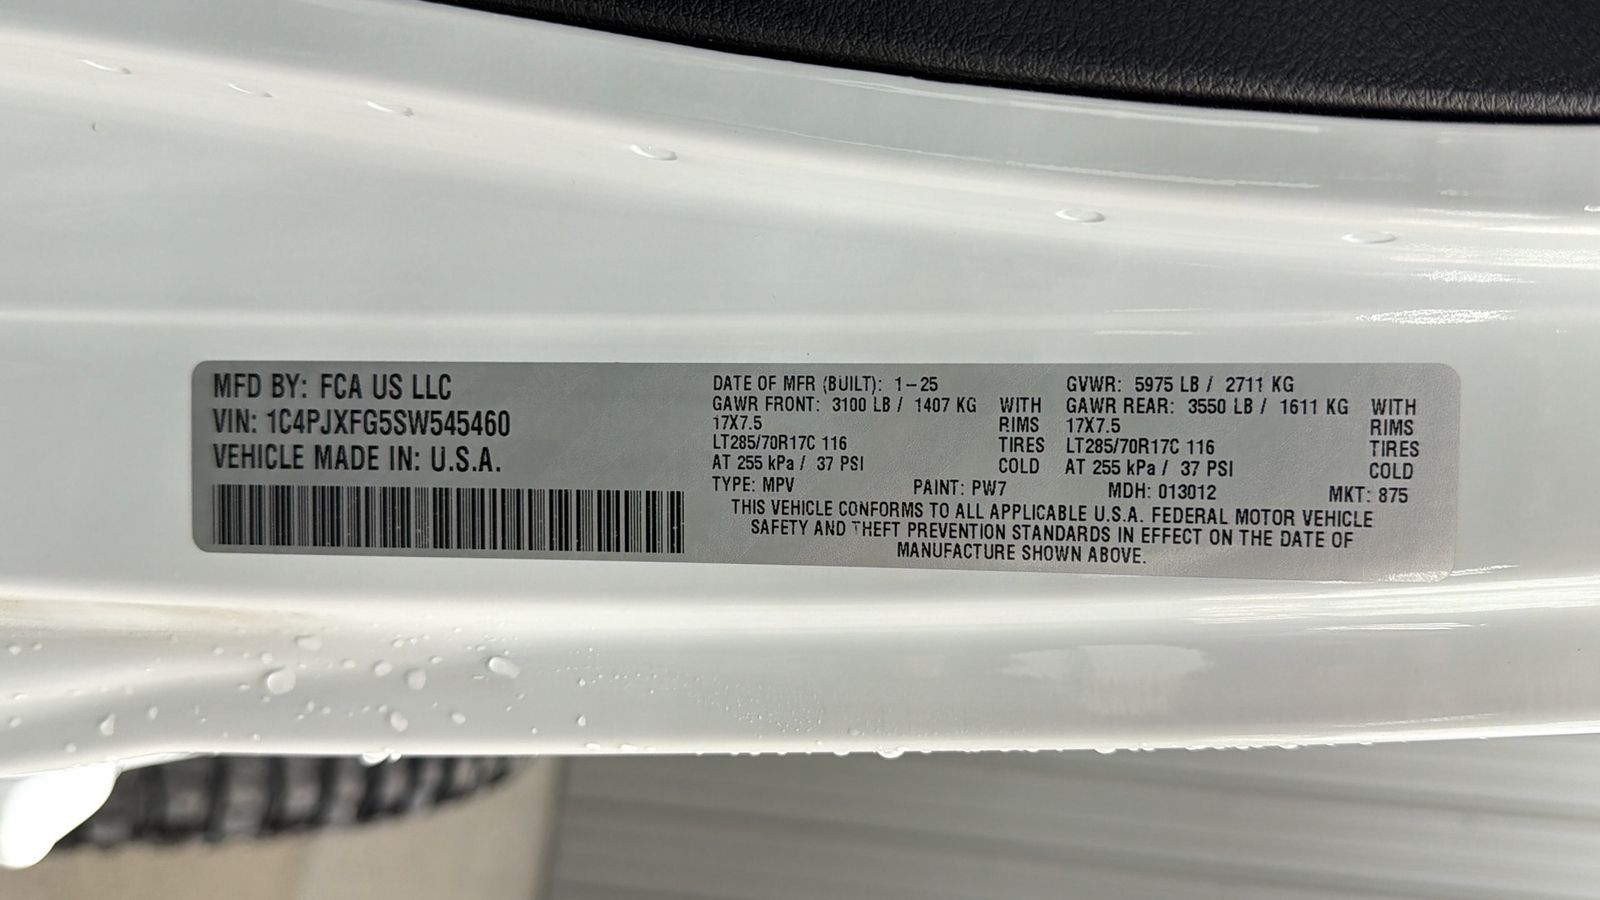 MFD BY: FCA US LLC
VIN: 1C4PJXFG5SW545460
VEHICLE MADE IN: U.S.A.
DATE OF MFR (BUILT): 1-25
GAWR FRONT: 3100 LB / 1407 KG WITH
17X7.5 RIMS
LT285/70R17C 116 TIRES
AT 255 kPa / 37 PSI COLD
GVWR: 5975 LB / 2711 KG
GAWR REAR: 3550 LB / 1611 KG WITH
17X7.5 RIMS
LT285/70R17C 116 TIRES
AT 255 kPa / 37 PSI COLD
TYPE: MPV PAINT: PW7 MDH: 013012 MKT: 875
THIS VEHICLE CONFORMS TO ALL APPLICABLE U.S.A. FEDERAL MOTOR VEHICLE
SAFETY AND THEFT PREVENTION STANDARDS IN EFFECT ON THE DATE OF
MANUFACTURE SHOWN ABOVE.